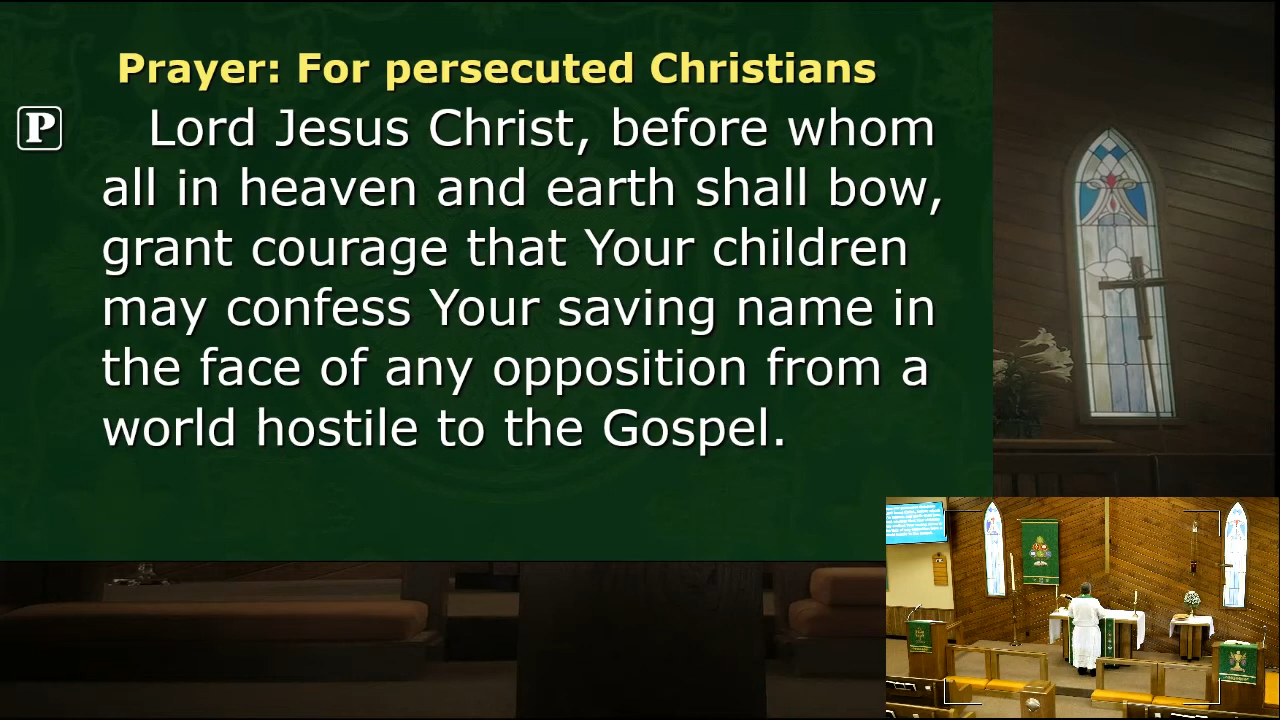 Prayer: For persecuted Christians
P Lord Jesus Christ, before whom
all in heaven and earth shall bow,
grant courage that Your children
may confess Your saving name in
the face of any opposition from a
world hostile to the Gospel.